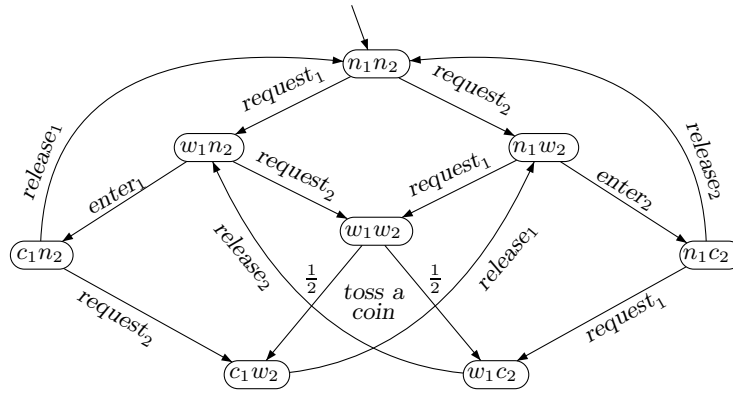 n₁n₂
request₁
request₂
w₁n₂
n₁w₂
release₁
release₂
enter₁
request₂
request₁
enter₂
w₁w₂
c₁n₂
n₁c₂
release₂
release₁
1/2
1/2
toss a
coin
request₂
request₁
c₁w₂
w₁c₂